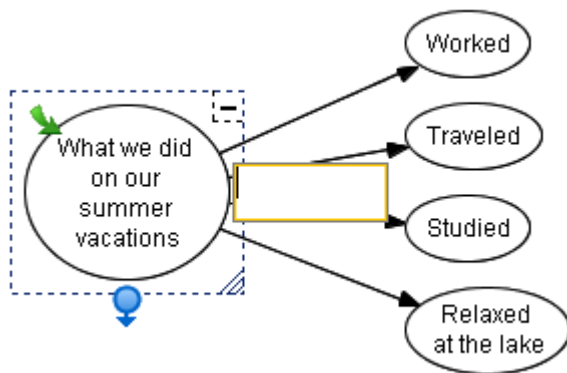 What we did
on our
summer
vacations
Worked
Traveled
Studied
Relaxed
at the lake